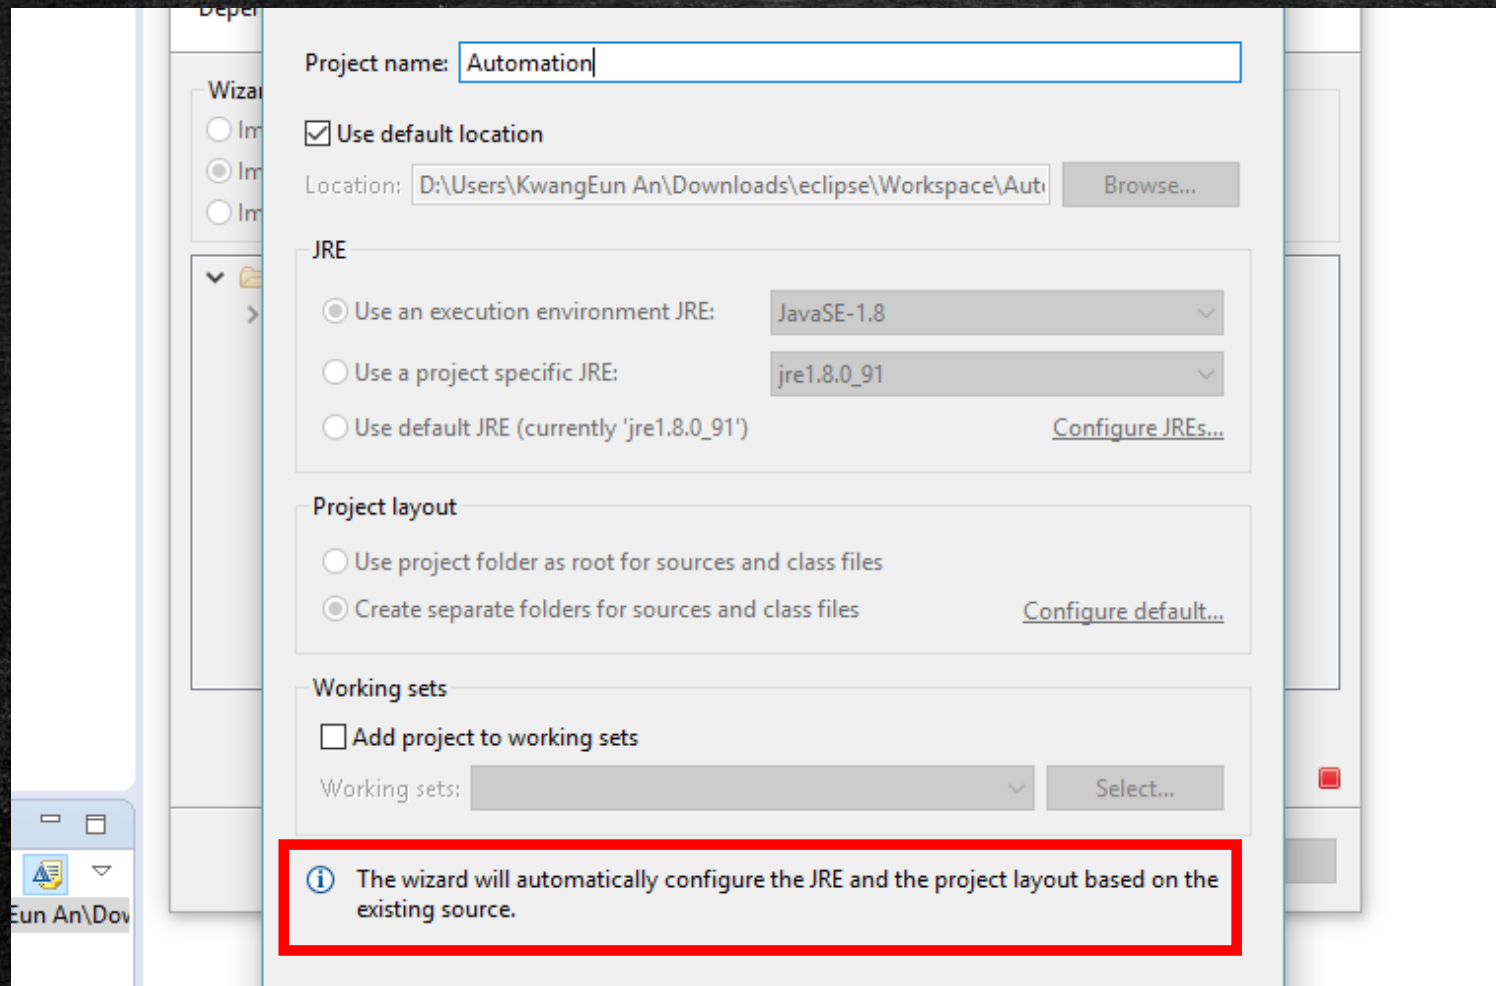 Project name: Automation
Wiza
Im
Use default location
Im
Location: D:\Users\KwangEun An\Downloads\eclipse\Workspace\Aut Browse...
Im
JRE
Use an execution environment JRE: JavaSE-1.8
Use a project specific JRE: jre1.8.0_91
Use default JRE (currently 'jre1.8.0_91') Configure JREs...
Project layout
Use project folder as root for sources and class files
Create separate folders for sources and class files Configure default...
Working sets
Add project to working sets
Working sets: Select...
The wizard will automatically configure the JRE and the project layout based on the
existing source.
Eun An\Dov